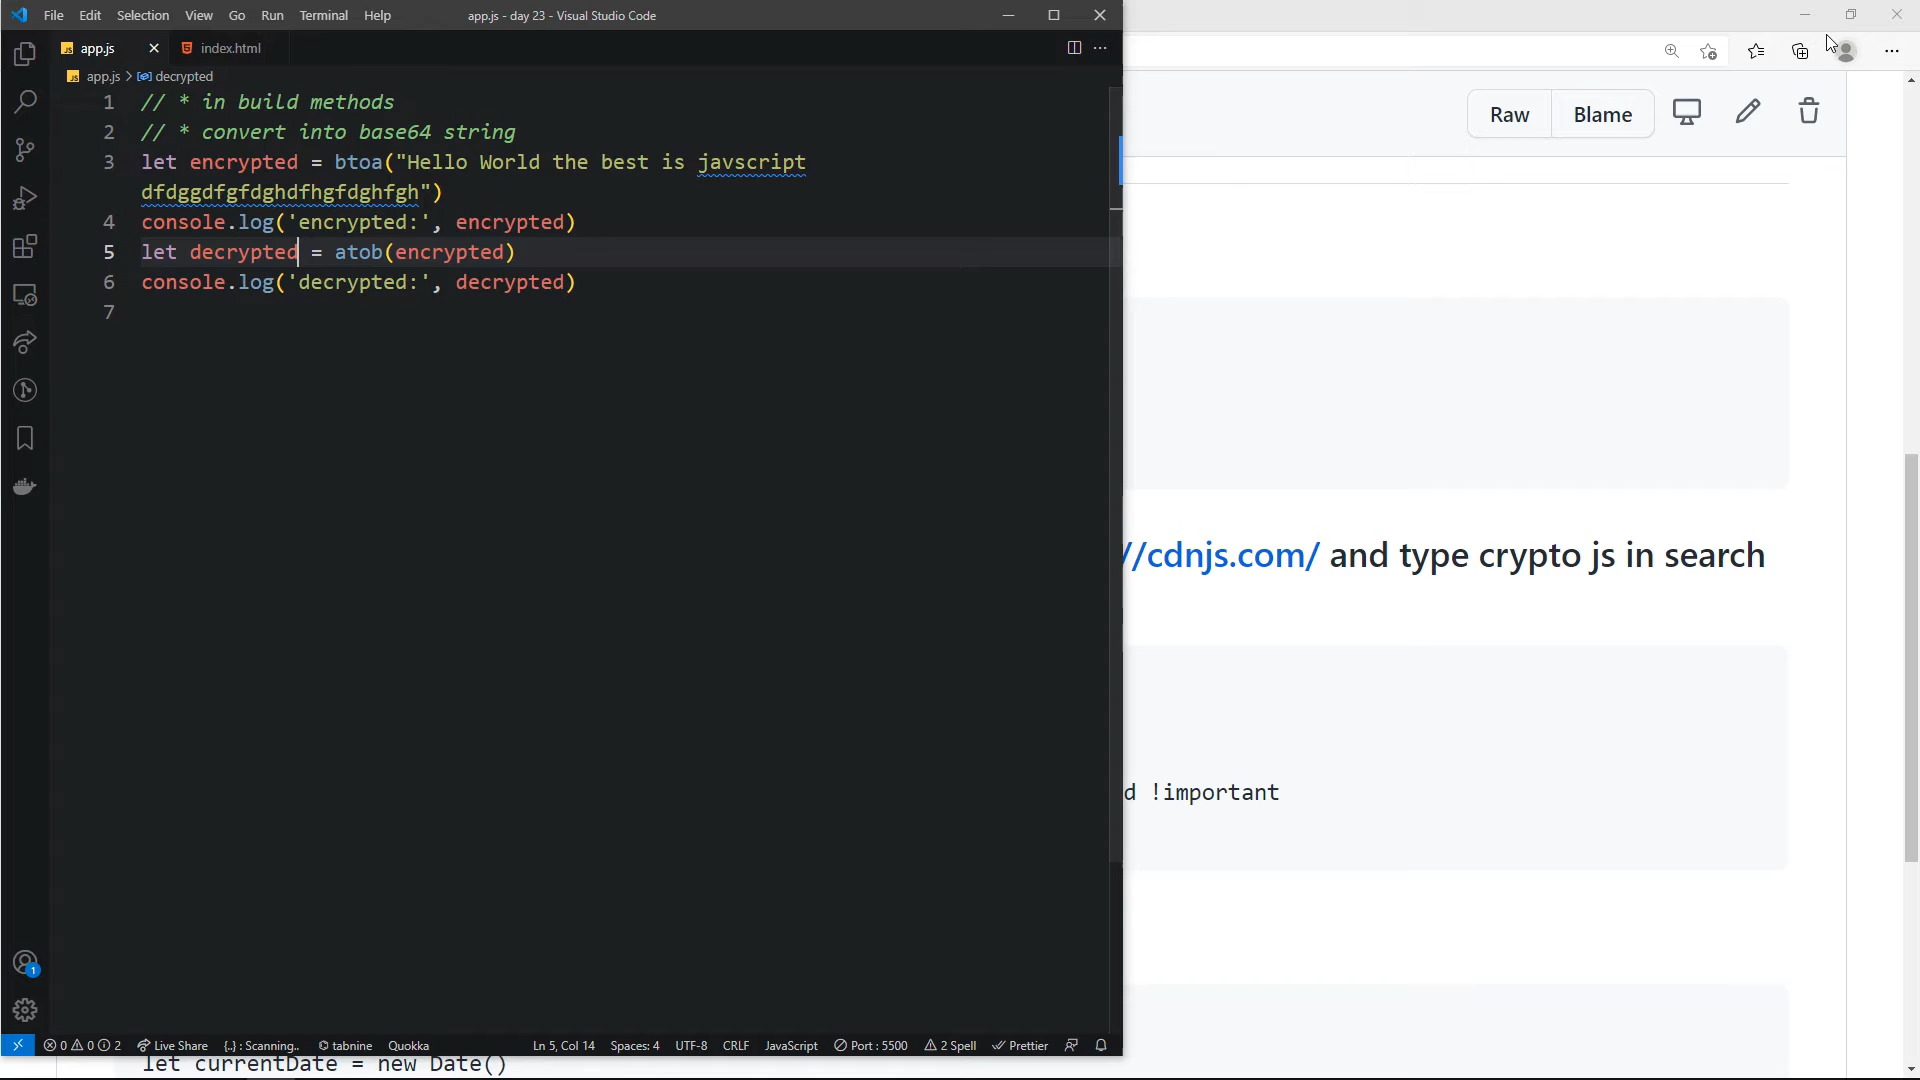 File Edit Selection View Go Run Terminal Help app.js - day 23 - Visual Studio Code
app.js index.html
app.js > decrypted
1 // * in build methods
2 // * convert into base64 string
3 let encrypted = btoa("Hello World the best is javscript
dfdggdfgfdghdfhgfdghfgh")
4 console.log('encrypted:', encrypted)
5 let decrypted = atob(encrypted)
6 console.log('decrypted:', decrypted)
7
Raw Blame
//cdnjs.com/ and type crypto js in search
d !important
1
0 0 2 Live Share {..} : Scanning.. tabnine Quokka Ln 5, Col 14 Spaces: 4 UTF-8 CRLF JavaScript Port : 5500 2 Spell Prettier
let currentDate = new Date()